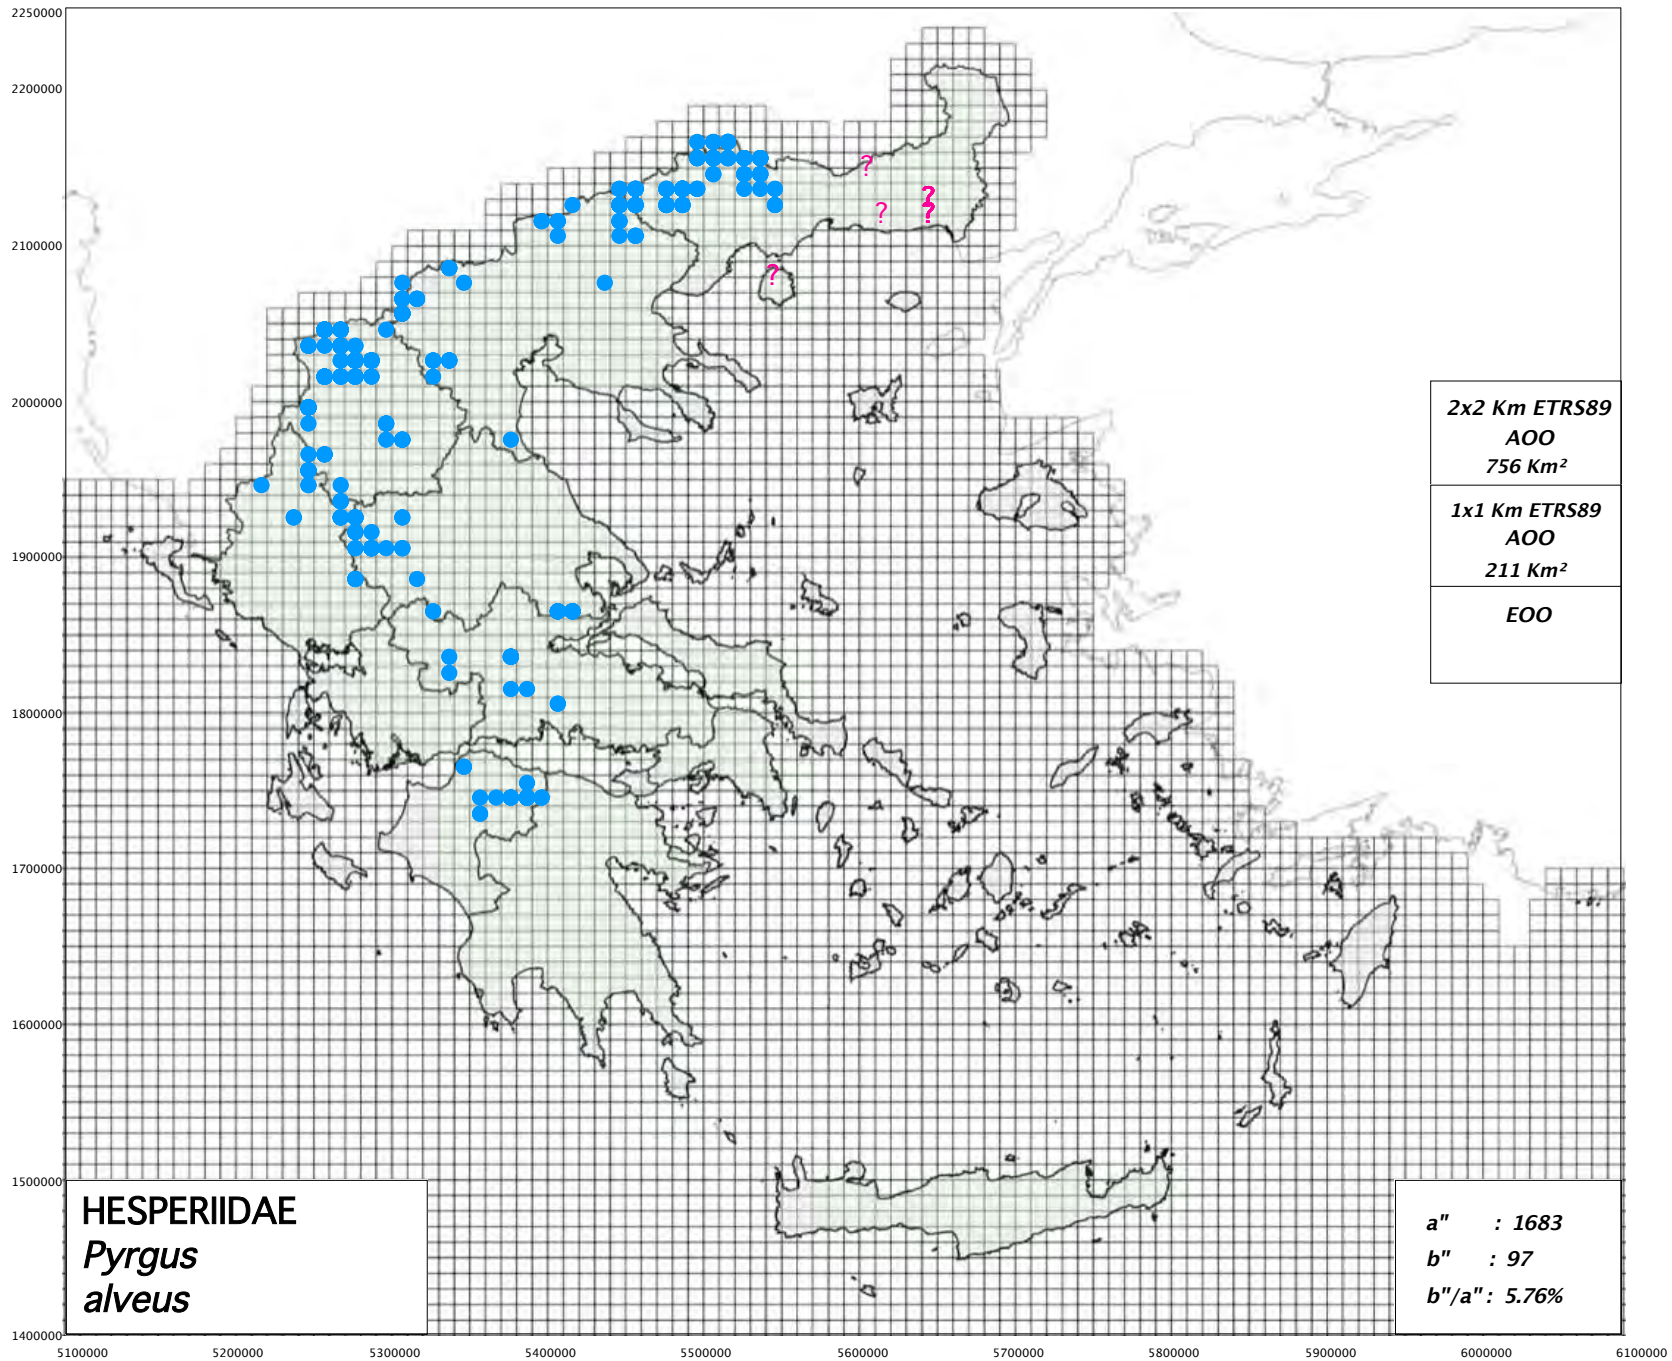 2250000
2200000
2100000
2000000
1900000
1800000
1700000
1600000
1500000
1400000
?
?
?
?
?
?
2x2 Km ETRS89
AOO
756 Km²
1x1 Km ETRS89
AOO
211 Km²
EOO
HESPERIIDAE
Pyrgus
alveus
a" : 1683
b" : 97
b"/a" : 5.76%
5100000 5200000 5300000 5400000 5500000 5600000 5700000 5800000 5900000 6000000 6100000